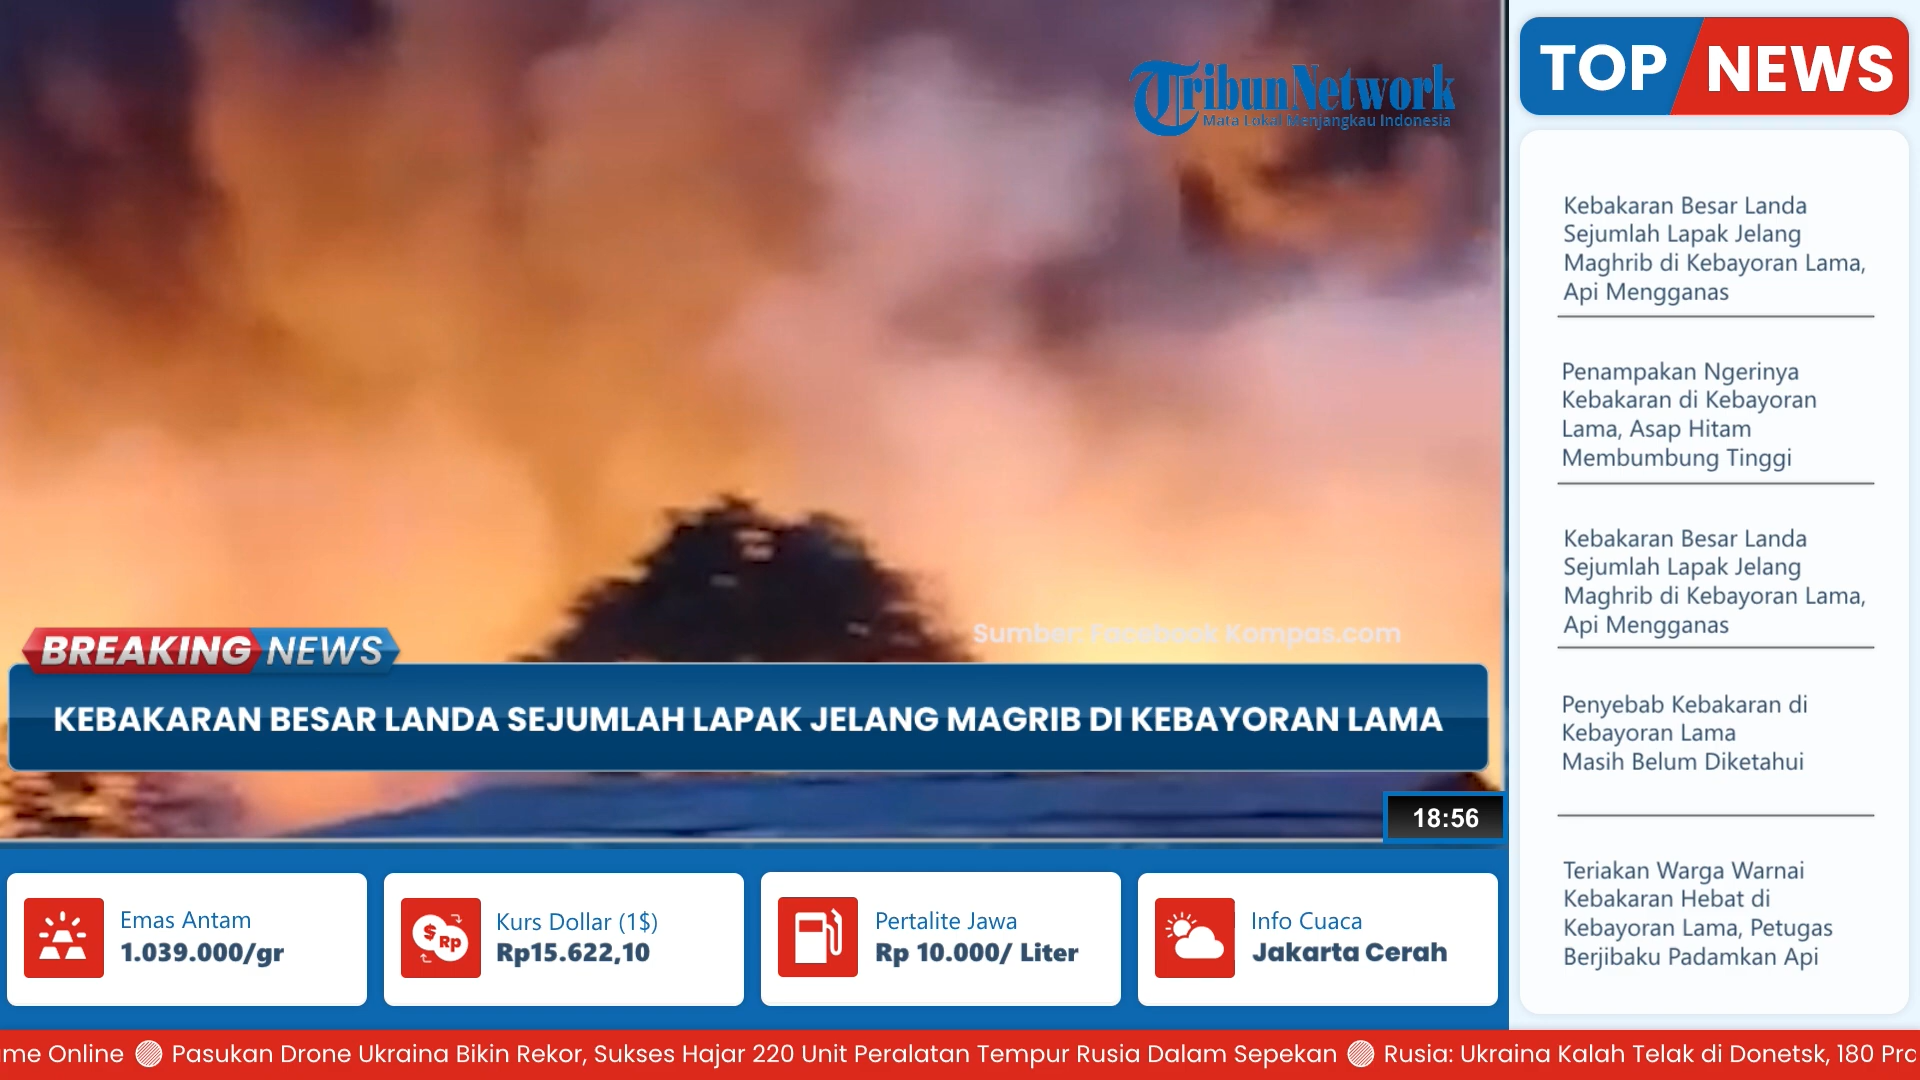 TribunNetwork
Mata Lokal Menjangkau Indonesia
Sumber: Facebook Kompas.com
BREAKING NEWS
KEBAKARAN BESAR LANDA SEJUMLAH LAPAK JELANG MAGRIB DI KEBAYORAN LAMA
18:56
Emas Antam
1.039.000/gr
Kurs Dollar (1$)
Rp15.622,10
Pertalite Jawa
Rp 10.000/ Liter
Info Cuaca
Jakarta Cerah
TOP NEWS
Kebakaran Besar Landa
Sejumlah Lapak Jelang
Maghrib di Kebayoran Lama,
Api Mengganas
Penampakan Ngerinya
Kebakaran di Kebayoran
Lama, Asap Hitam
Membumbung Tinggi
Kebakaran Besar Landa
Sejumlah Lapak Jelang
Maghrib di Kebayoran Lama,
Api Mengganas
Penyebab Kebakaran di
Kebayoran Lama
Masih Belum Diketahui
Teriakan Warga Warnai
Kebakaran Hebat di
Kebayoran Lama, Petugas
Berjibaku Padamkan Api
me Online Pasukan Drone Ukraina Bikin Rekor, Sukses Hajar 220 Unit Peralatan Tempur Rusia Dalam Sepekan Rusia: Ukraina Kalah Telak di Donetsk, 180 Pro